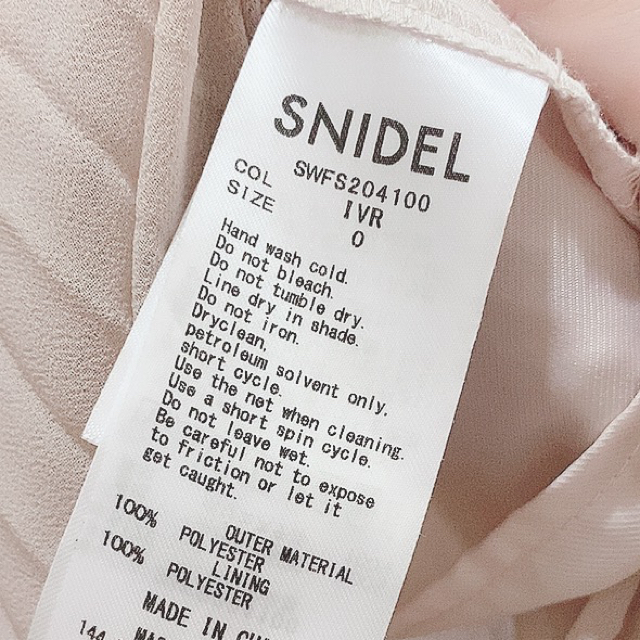 SNIDEL
SWFS204100
COL IVR
SIZE 0
Hand wash cold.
Do not bleach.
Do not tumble dry.
Line dry in shade.
Do not iron.
Dryclean,
petroleum solvent only,
short cycle.
Use the net when cleaning.
Use a short spin cycle.
Do not leave wet.
Be careful not to expose
to friction or let it
get caught.
OUTER MATERIAL
100% POLYESTER
LINING
100% POLYESTER
MADE IN
144